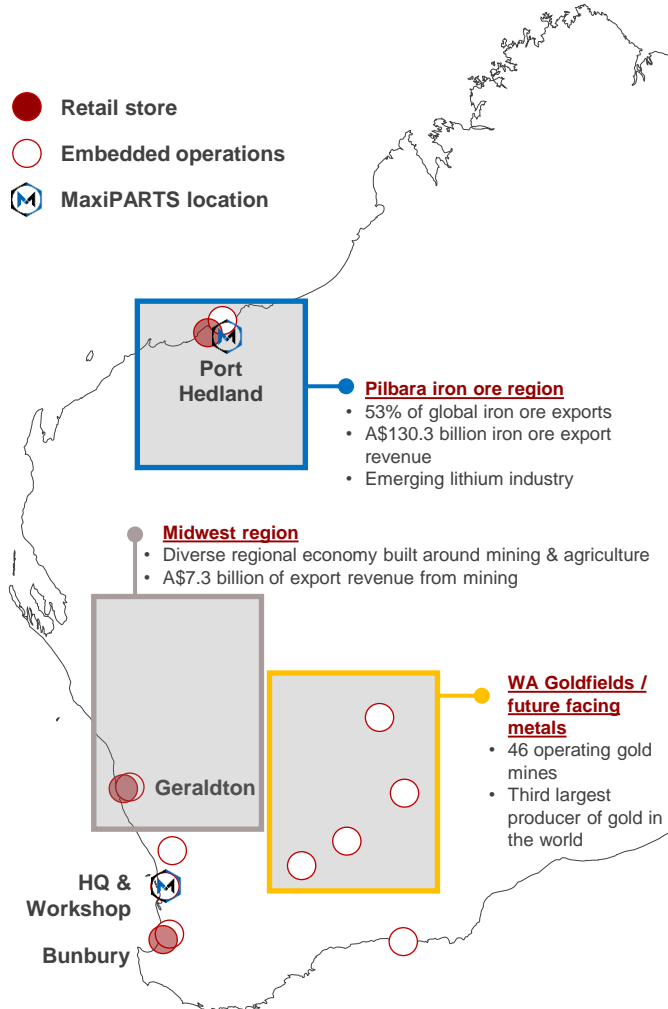 Retail store
Embedded operations
MaxiPARTS location
Port
Hedland
Pilbara iron ore region
• 53% of global iron ore exports
• A$130.3 billion iron ore export
revenue
• Emerging lithium industry
Midwest region
• Diverse regional economy built around mining & agriculture
• A$7.3 billion of export revenue from mining
WA Goldfields /
future facing
metals
• 46 operating gold
mines
• Third largest
producer of gold in
the world
Geraldton
HQ &
Workshop
Bunbury